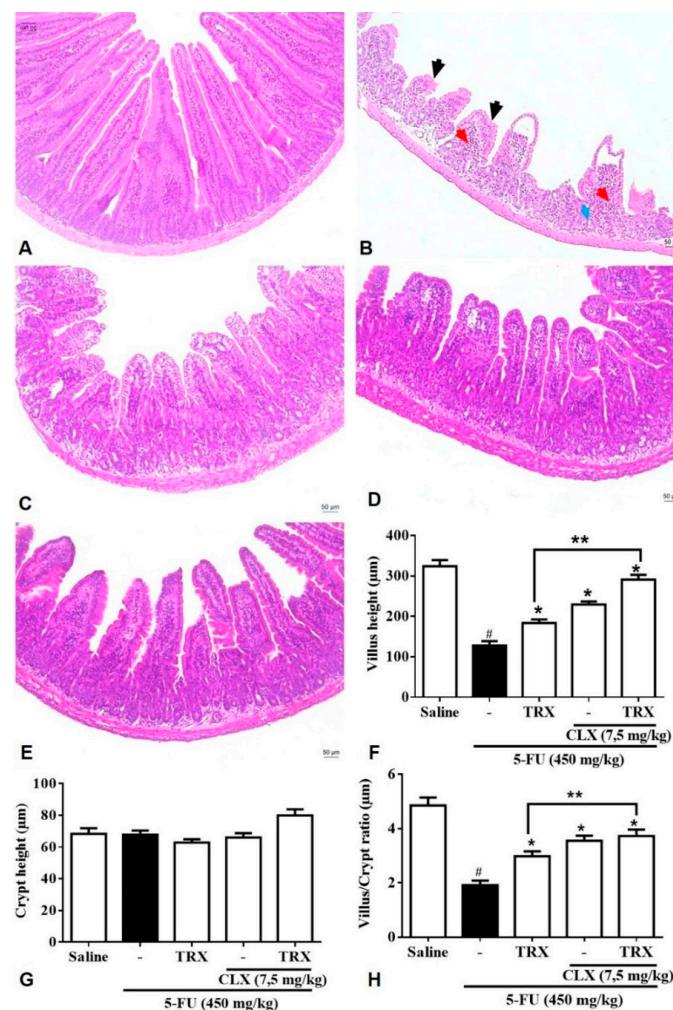 A
B
50
C
50 µm
D
50 µm
E
50 µm
Villus height (µm)
400
300
200
100
0
**
*
*
*
#
Saline
-
TRX
-
TRX
CLX (7,5 mg/kg)
5-FU (450 mg/kg)
F
Crypt height (µm)
100
80
60
40
20
0
Saline
-
TRX
-
TRX
CLX (7,5 mg/kg)
5-FU (450 mg/kg)
G
Villus/Crypt ratio (µm)
6
4
2
0
**
*
*
*
#
Saline
-
TRX
-
TRX
CLX (7,5 mg/kg)
5-FU (450 mg/kg)
H